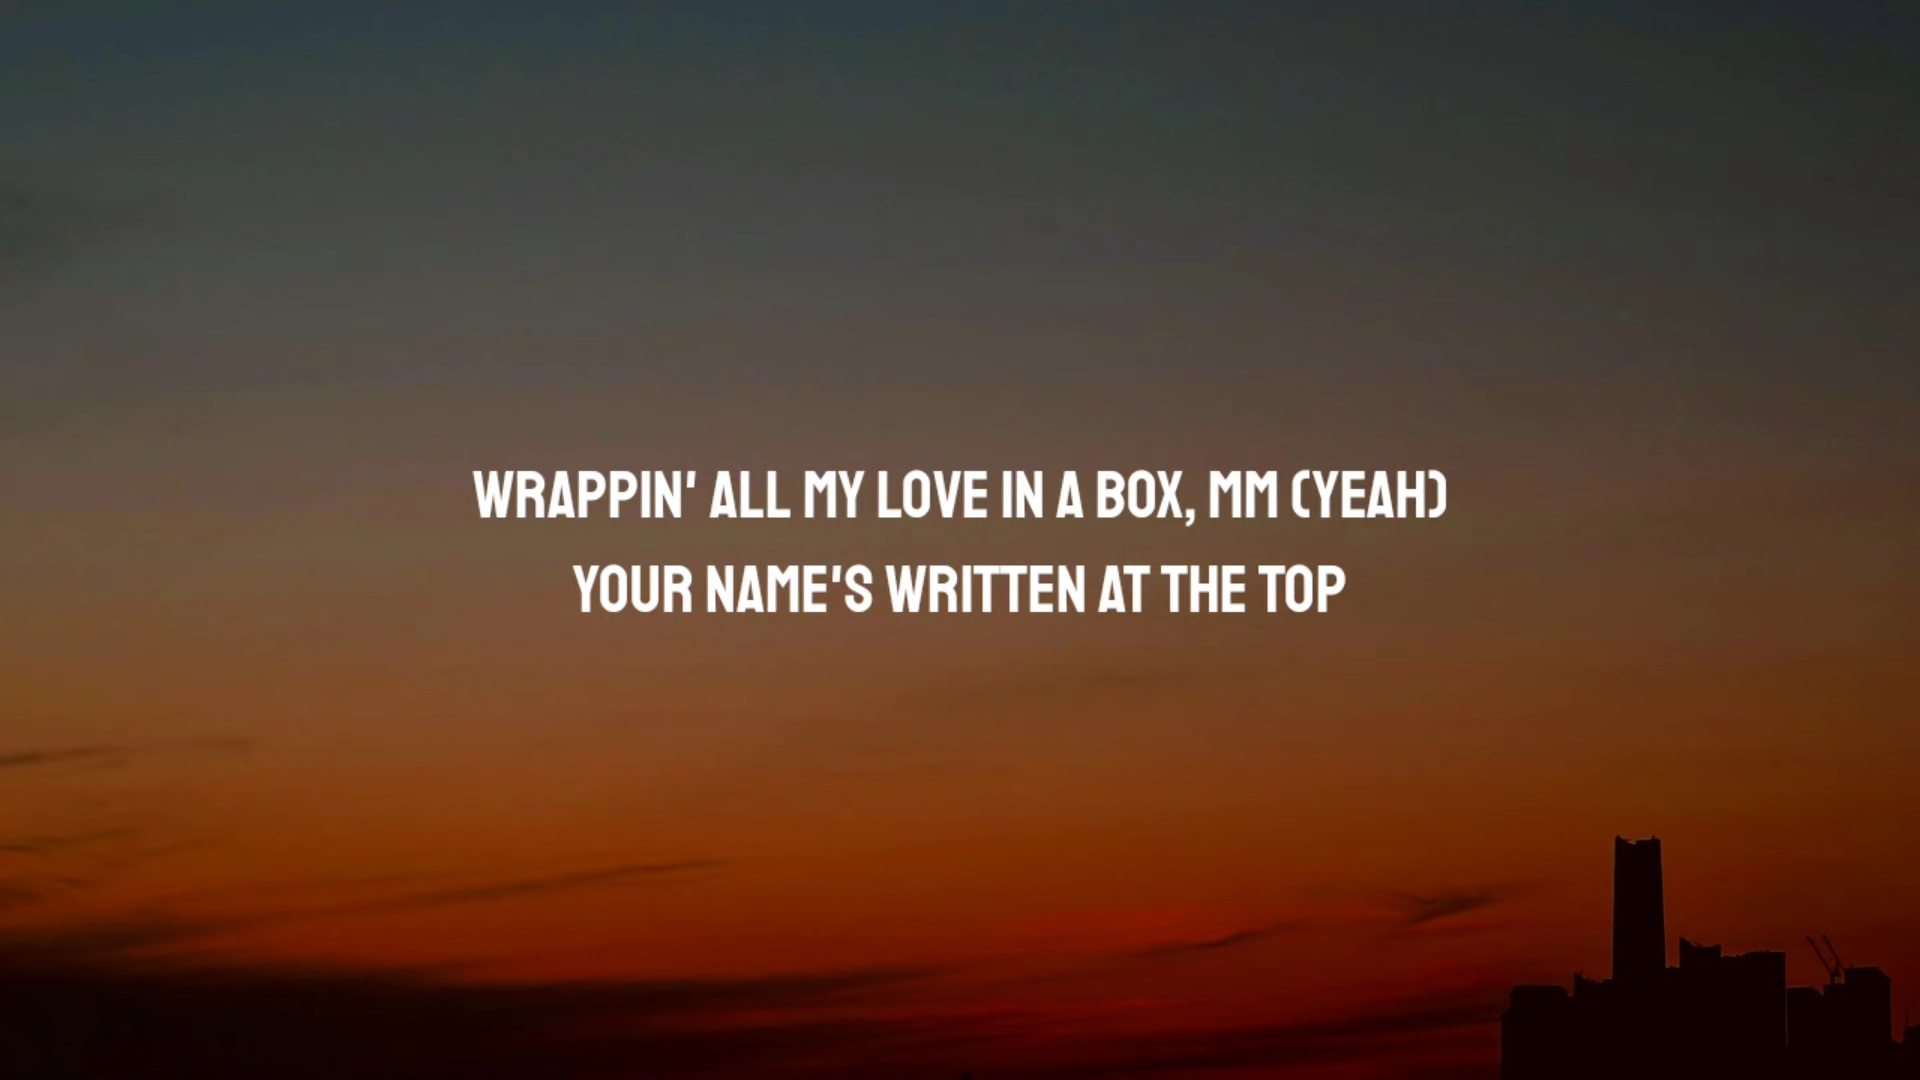 WRAPPIN' ALL MY LOVE IN A BOX, MM (YEAH)
YOUR NAME'S WRITTEN AT THE TOP